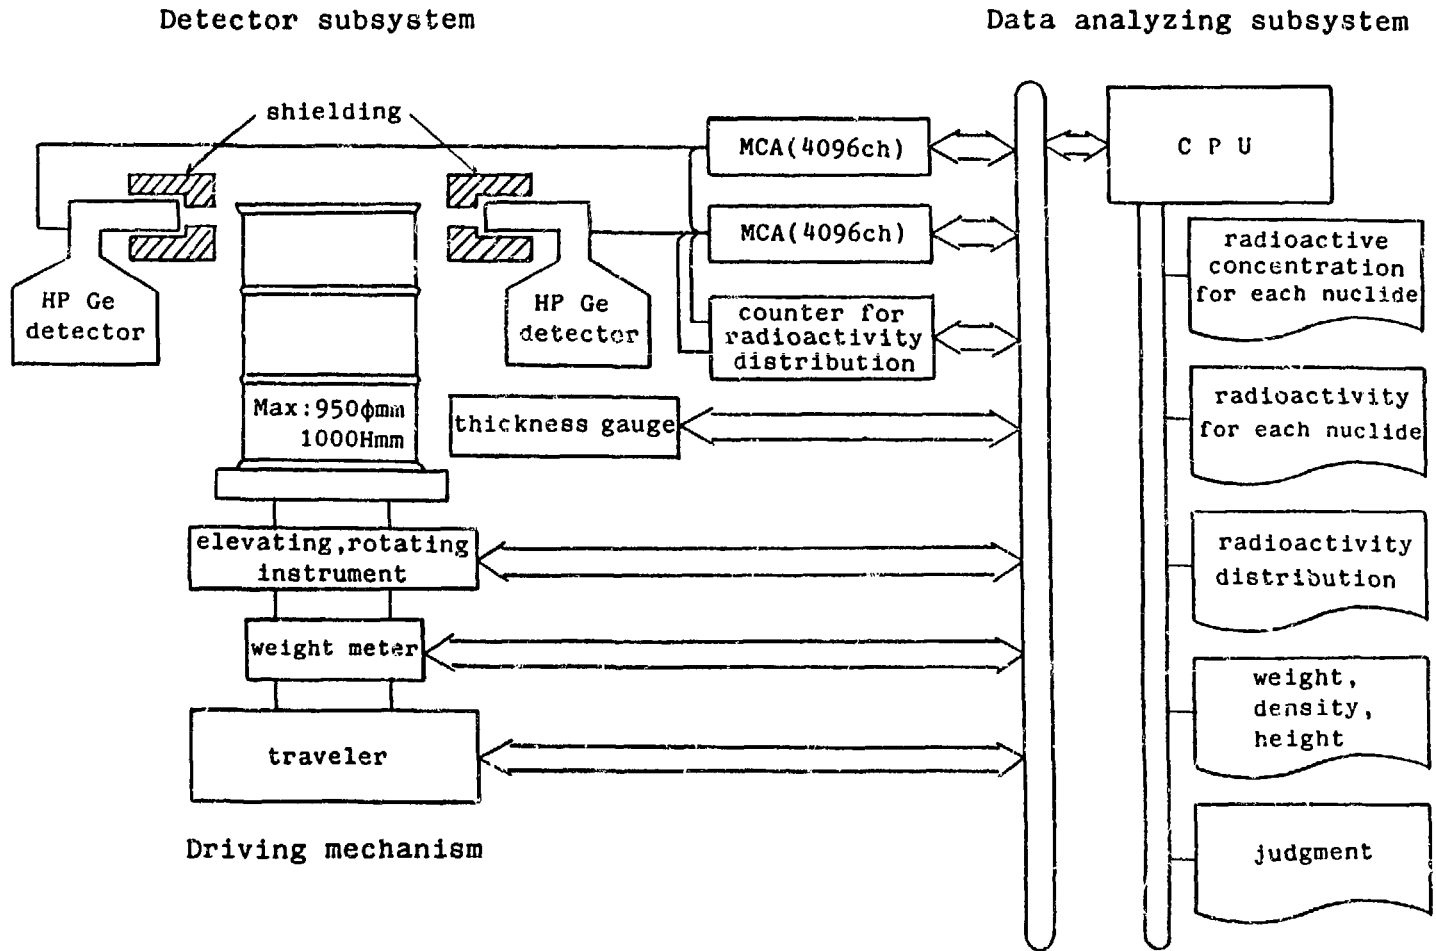 Detector subsystem
Data analyzing subsystem
shielding
MCA(4096ch)
C P U
MCA(4096ch)
HP Ge
detector
HP Ge
detector
counter for
radioactivity
distribution
Max:950φmm
1000Hmm
thickness gauge
elevating,rotating
instrument
weight meter
traveler
Driving mechanism
radioactive
concentration
for each nuclide
radioactivity
for each nuclide
radioactivity
distribution
weight,
density,
height
judgment